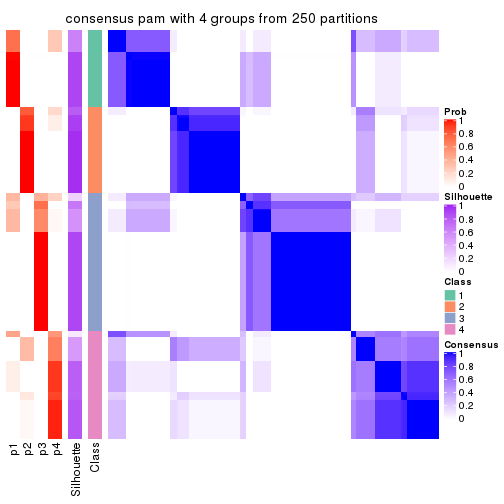 consensus pam with 4 groups from 250 partitions
Prob
1
0.8
0.6
0.4
0.2
0
Silhouette
1
0.8
0.6
0.4
0.2
0
Class
1
2
3
4
Consensus
1
0.8
0.6
0.4
0.2
0
p1
p2
p3
p4
Silhouette
Class